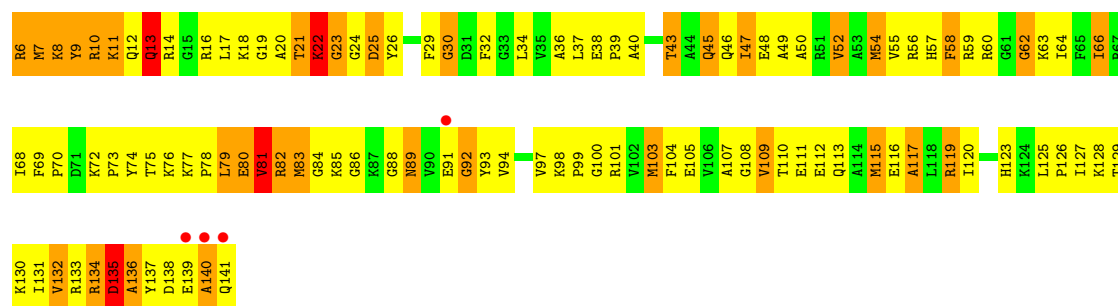 R6 M7 K8 Y9 R10 K11 Q12 Q13 R14 G15 R16 L17 K18 G19 A20 T21 K22 G23 G24 D25 Y26 F29 G30 D31 F32 G33 L34 V35 A36 L37 E38 P39 A40 T43 A44 Q45 Q46 I47 E48 A49 A50 R51 V52 A53 M54 V55 R56 H57 F58 R59 R60 G61 G62 K63 I64 F65 I66 R67
I68 F69 P70 D71 K72 P73 Y74 T75 K76 K77 P78 L79 E80 V81 R82 M83 G84 K85 G86 K87 G88 N89 V90 E91 G92 Y93 V94 V97 K98 P99 G100 R101 V102 M103 F104 E105 V106 A107 G108 V109 T110 E111 E112 Q113 A114 M115 E116 A117 L118 R119 I120 H123 K124 L125 P126 I127 K128 T129
K130 I131 V132 R133 R134 D135 A136 Y137 D138 E139 A140 Q141